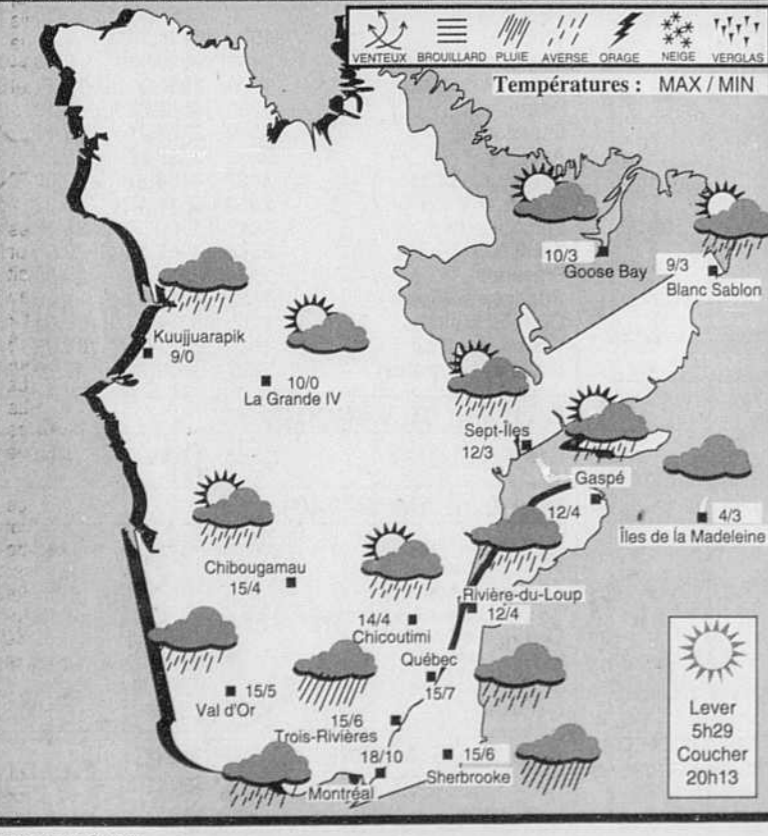 VENTEUX BROUILLARD PLUIE AVERSE ORAGE NEIGE VERGLAS
Températures : MAX / MIN
10/3
Goose Bay
9/3
Blanc Sablon
Kuujjuarapik
9/0
10/0
La Grande IV
Sept-Îles
12/3
Gaspé
12/4
4/3
Îles de la Madeleine
Chibougamau
15/4
Rivière-du-Loup
12/4
14/4
Chicoutimi
Québec
15/7
15/5
Val d'Or
15/6
Trois-Rivières
18/10
Montréal
15/6
Sherbrooke
Lever
5h29
Coucher
20h13